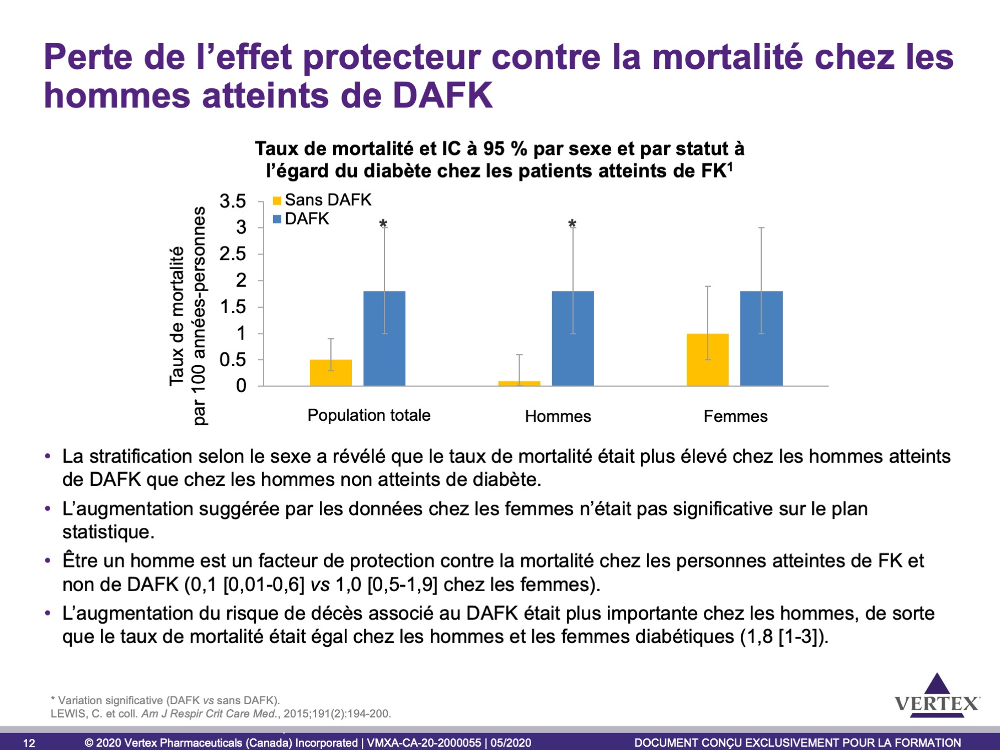 Perte de l’effet protecteur contre la mortalité chez les
hommes atteints de DAFK
Taux de mortalité et IC à 95 % par sexe et par statut à
l’égard du diabète chez les patients atteints de FK¹
Taux de mortalité
par 100 années-personnes
3.5
3
2.5
2
1.5
1
0.5
0
Sans DAFK
DAFK
*
*
Population totale
Hommes
Femmes
• La stratification selon le sexe a révélé que le taux de mortalité était plus élevé chez les hommes atteints
de DAFK que chez les hommes non atteints de diabète.
• L’augmentation suggérée par les données chez les femmes n’était pas significative sur le plan
statistique.
• Être un homme est un facteur de protection contre la mortalité chez les personnes atteintes de FK et
non de DAFK (0,1 [0,01-0,6] vs 1,0 [0,5-1,9] chez les femmes).
• L’augmentation du risque de décès associé au DAFK était plus importante chez les hommes, de sorte
que le taux de mortalité était égal chez les hommes et les femmes diabétiques (1,8 [1-3]).
* Variation significative (DAFK vs sans DAFK).
LEWIS, C. et coll. Am J Respir Crit Care Med., 2015;191(2):194-200.
VERTEX
12
© 2020 Vertex Pharmaceuticals (Canada) Incorporated | VMXA-CA-20-2000055 | 05/2020
DOCUMENT CONÇU EXCLUSIVEMENT POUR LA FORMATION